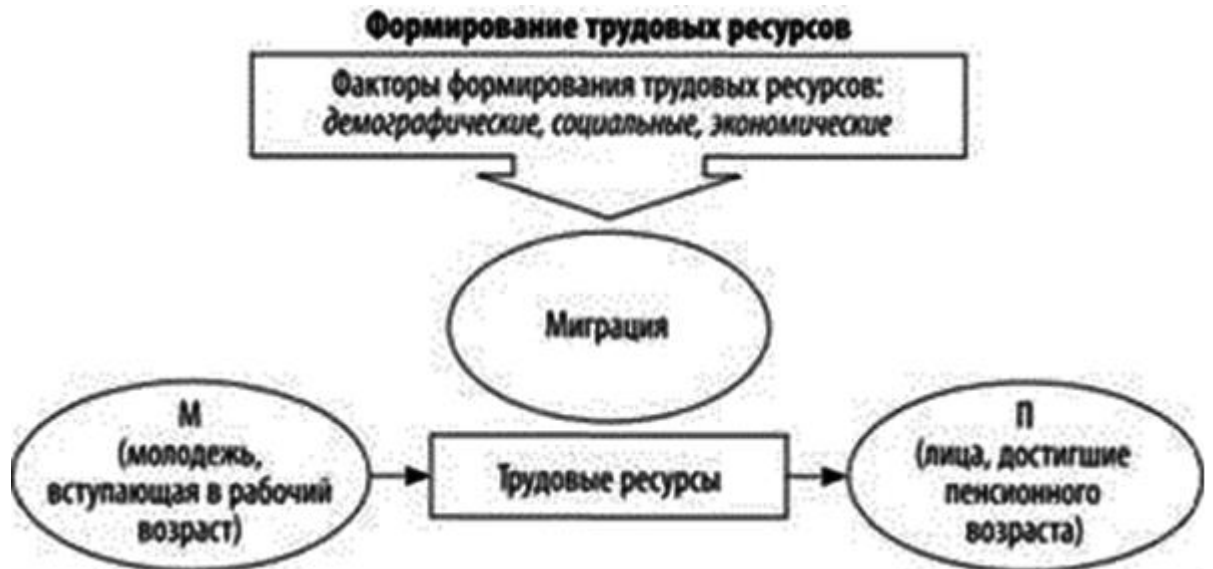 Формирование трудовых ресурсов
Факторы формирования трудовых ресурсов:
демографические, социальные, экономические
Миграция
М
(молодежь,
вступающая в рабочий
возраст)
Трудовые ресурсы
П
(лица, достигшие
пенсионного
возраста)